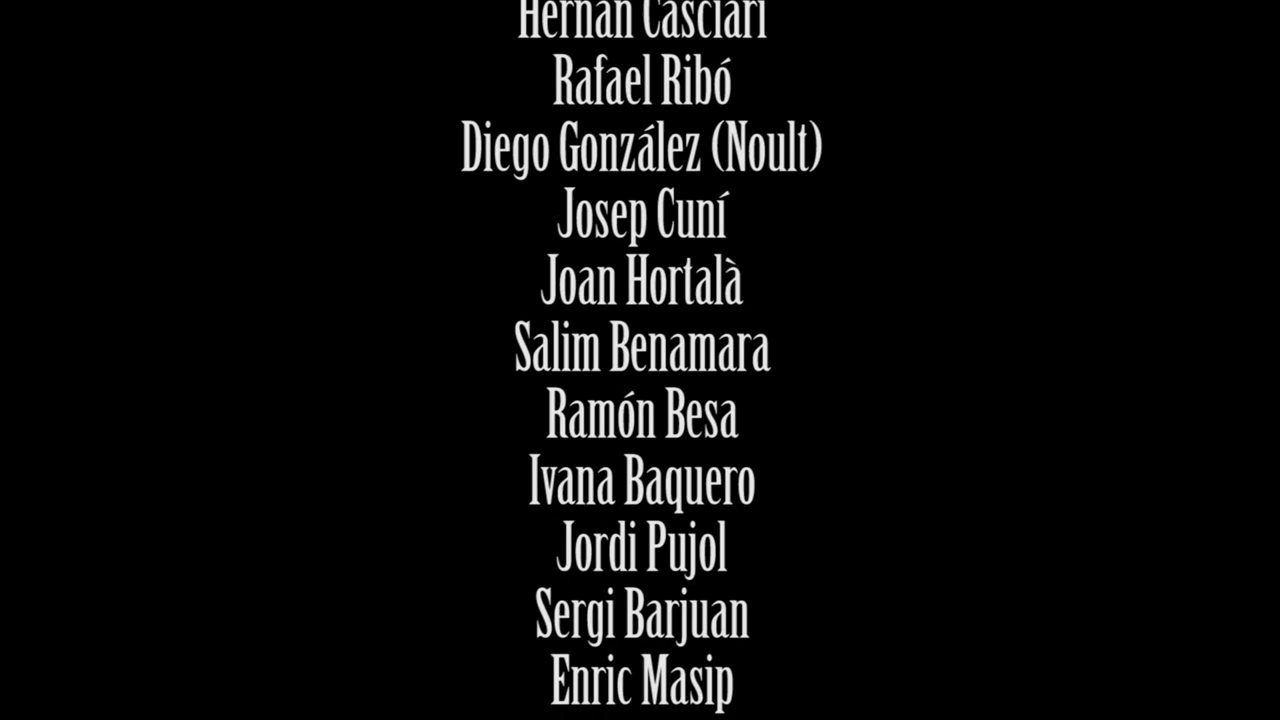 Hernán Casciari
Rafael Ribó
Diego González (Noult)
Josep Cuní
Joan Hortalà
Salim Benamara
Ramón Besa
Ivana Baquero
Jordi Pujol
Sergi Barjuan
Enric Masip